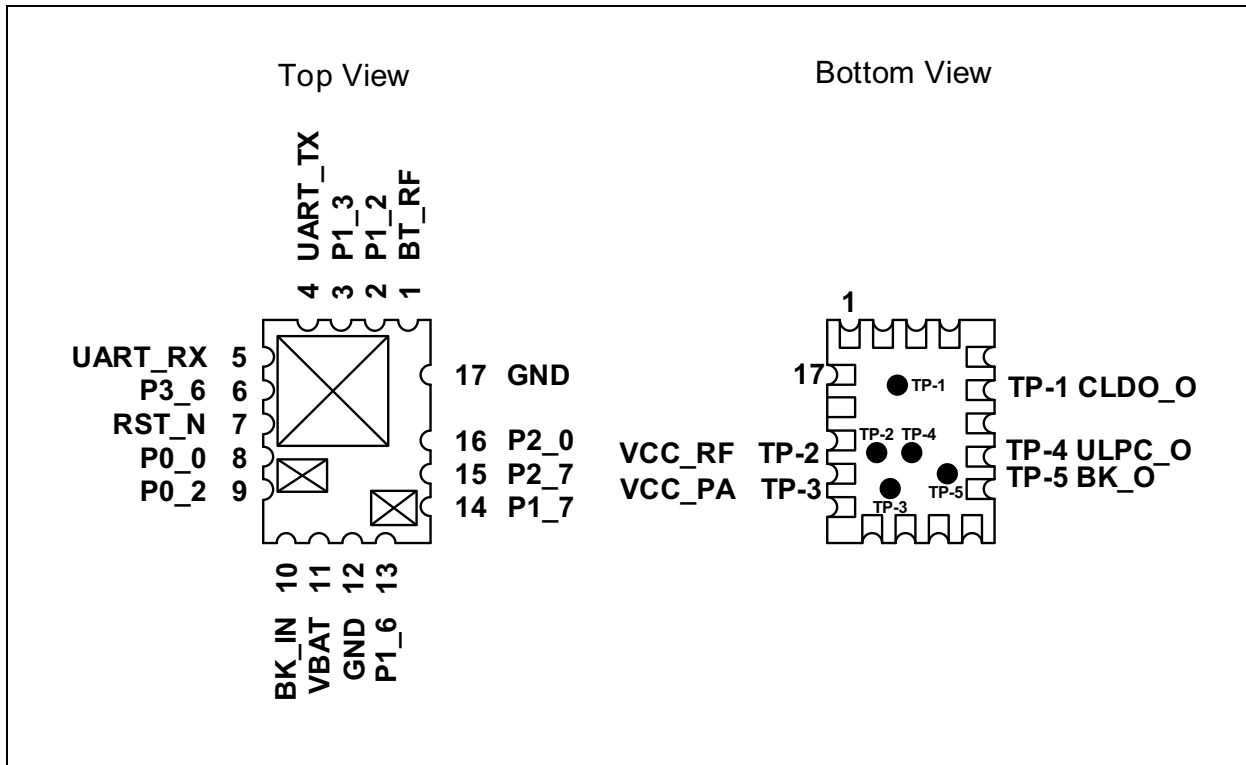 Top View
Bottom View
4 UART_TX
3 P1_3
2 P1_2
1 BT_RF
UART_RX 5
P3_6 6
RST_N 7
P0_0 8
P0_2 9
17 GND
16 P2_0
15 P2_7
14 P1_7
10 BK_IN
11 VBAT
12 GND
13 P1_6
1
17
TP-1
TP-1 CLDO_O
VCC_RF TP-2
TP-2
TP-4
TP-4 ULPC_O
VCC_PA TP-3
TP-3
TP-5
TP-5 BK_O